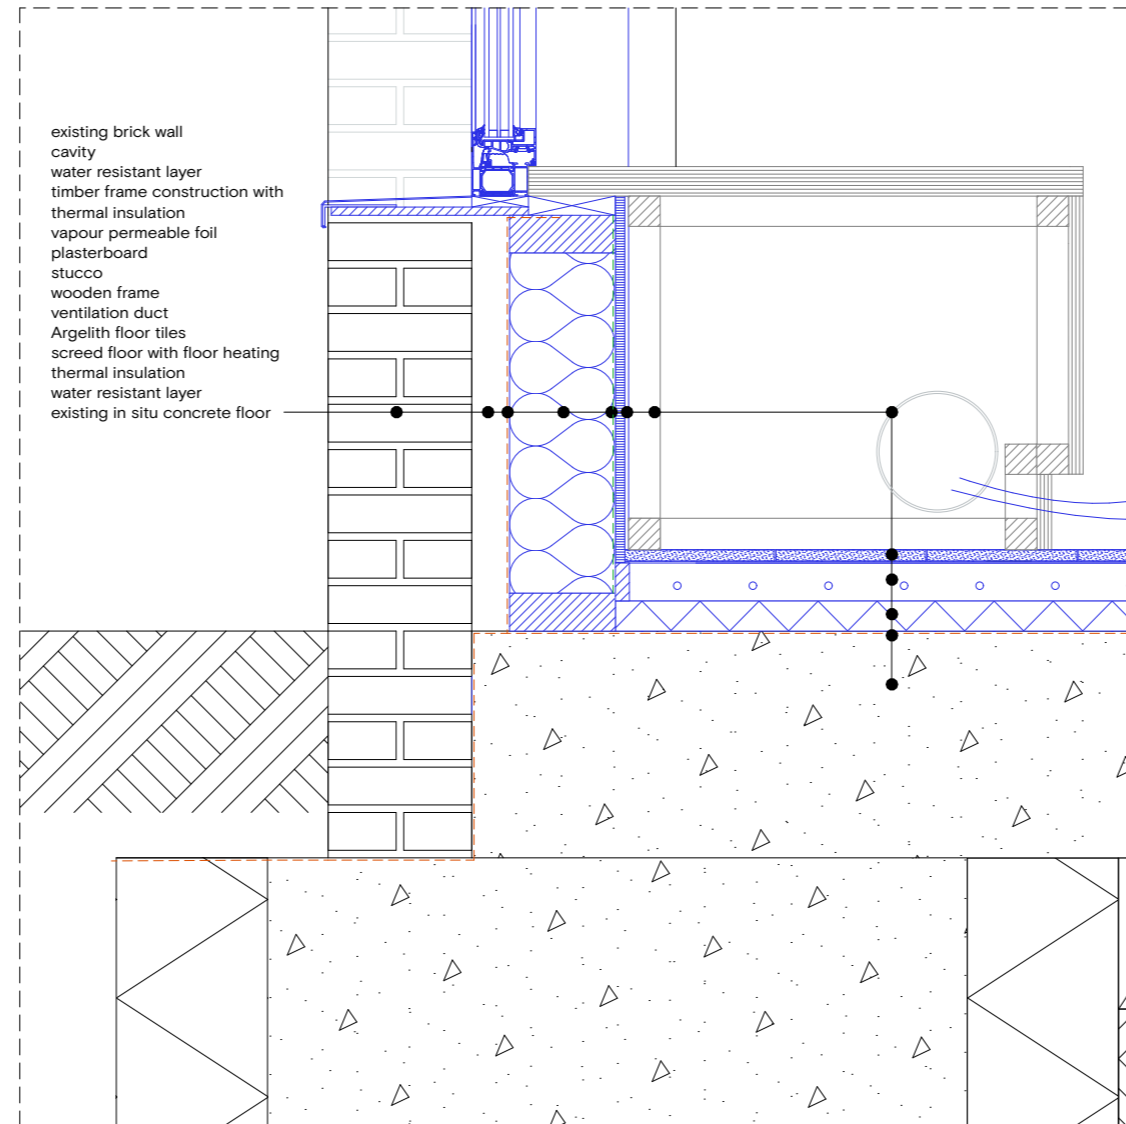 existing brick wall
cavity
water resistant layer
timber frame construction with
thermal insulation
vapour permeable foil
plasterboard
stucco
wooden frame
ventilation duct
Argelith floor tiles
screed floor with floor heating
thermal insulation
water resistant layer
existing in situ concrete floor